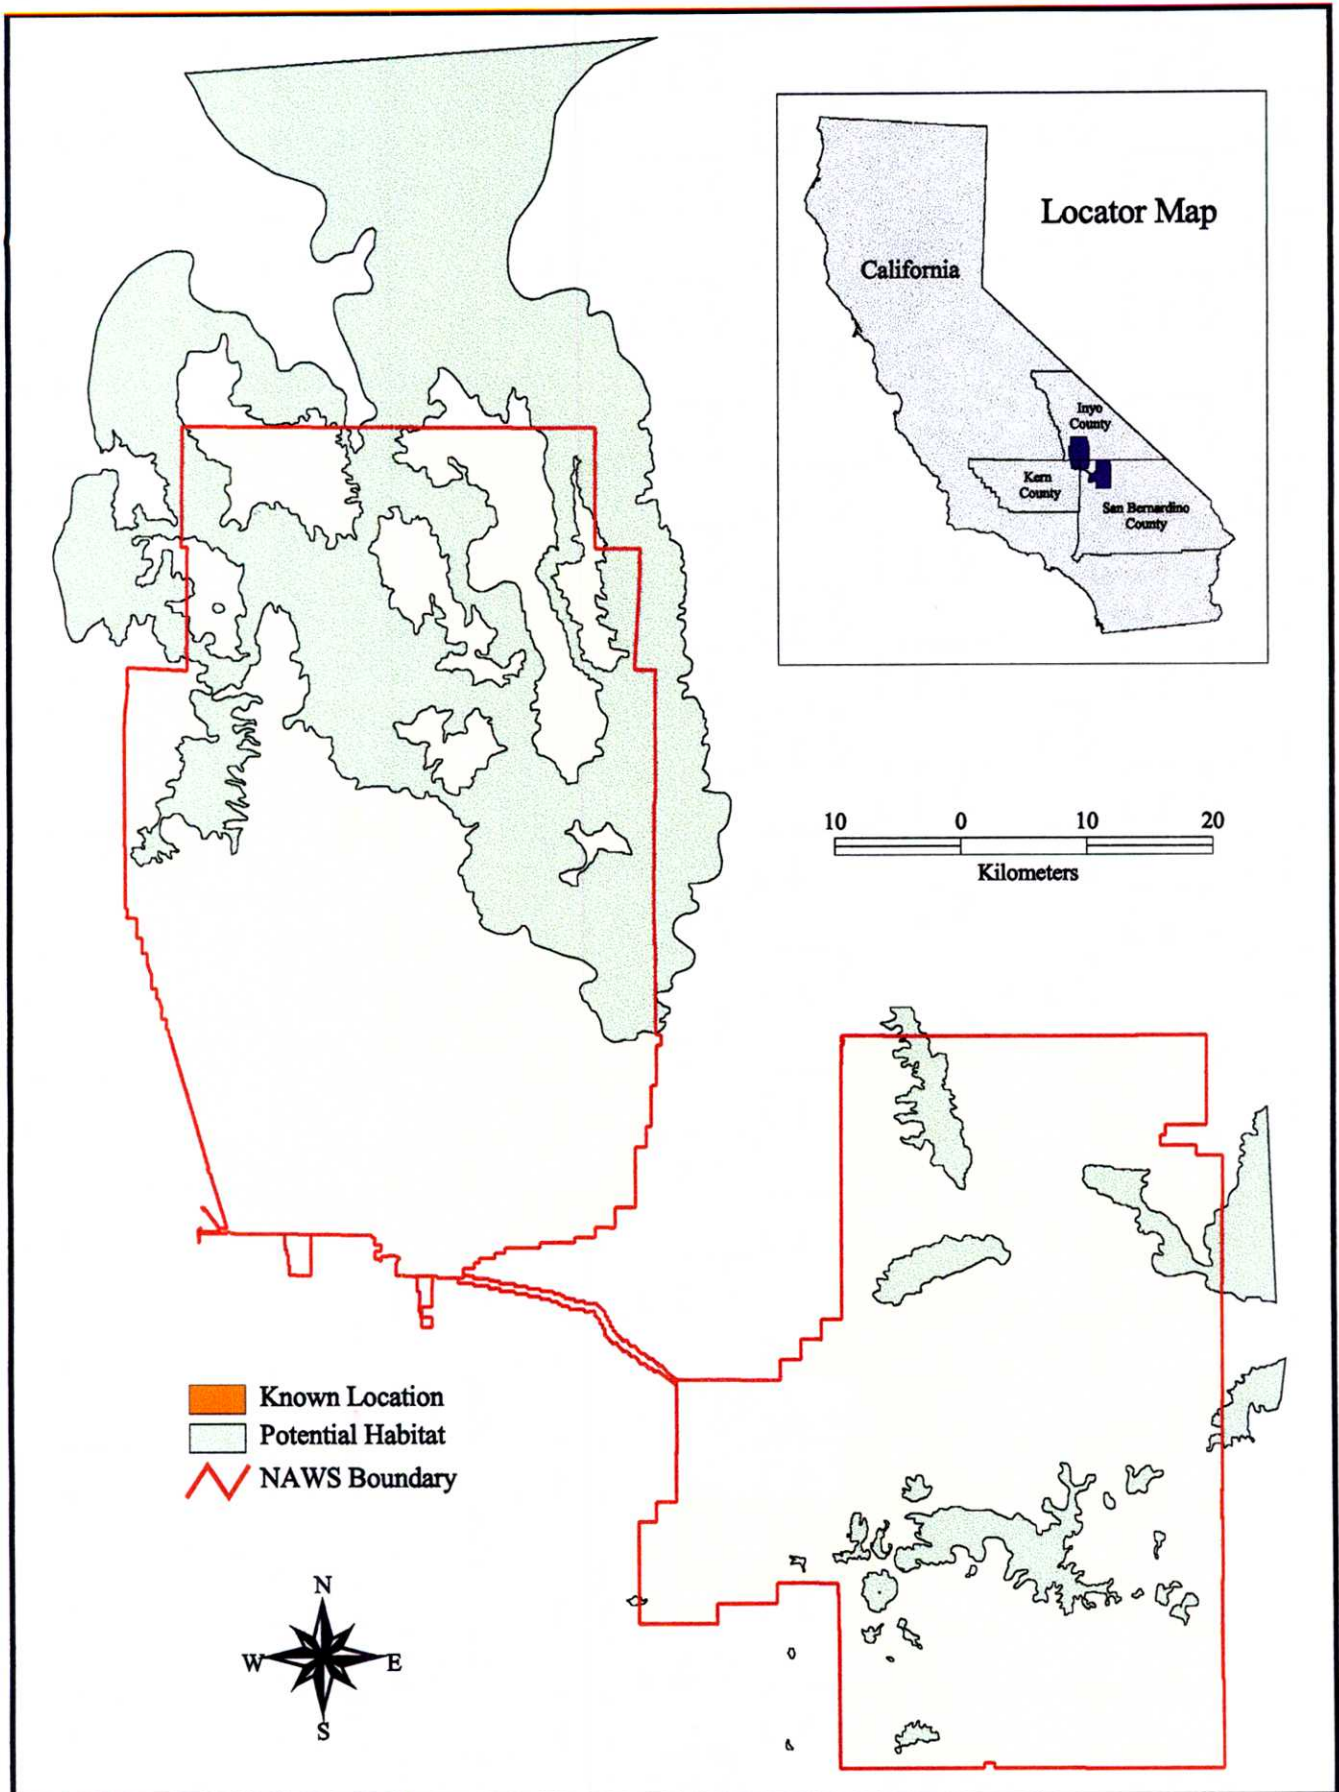 Locator Map
California
Inyo
County
Kern
County
San Bernardino
County
10 0 10 20
Kilometers
Known Location
Potential Habitat
NAWS Boundary
N
W E
S